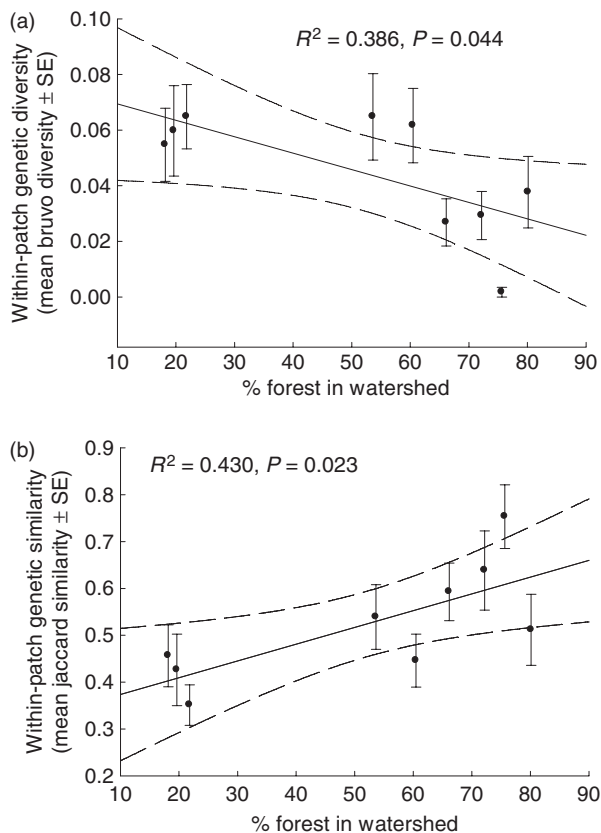 (a)
R² = 0.386, P = 0.044
Within-patch genetic diversity
(mean bruvo diversity ± SE)
0.10
0.08
0.06
0.04
0.02
0.00
10 20 30 40 50 60 70 80 90
% forest in watershed
(b)
R² = 0.430, P = 0.023
Within-patch genetic similarity
(mean jaccard similarity ± SE)
0.9
0.8
0.7
0.6
0.5
0.4
0.3
0.2
10 20 30 40 50 60 70 80 90
% forest in watershed